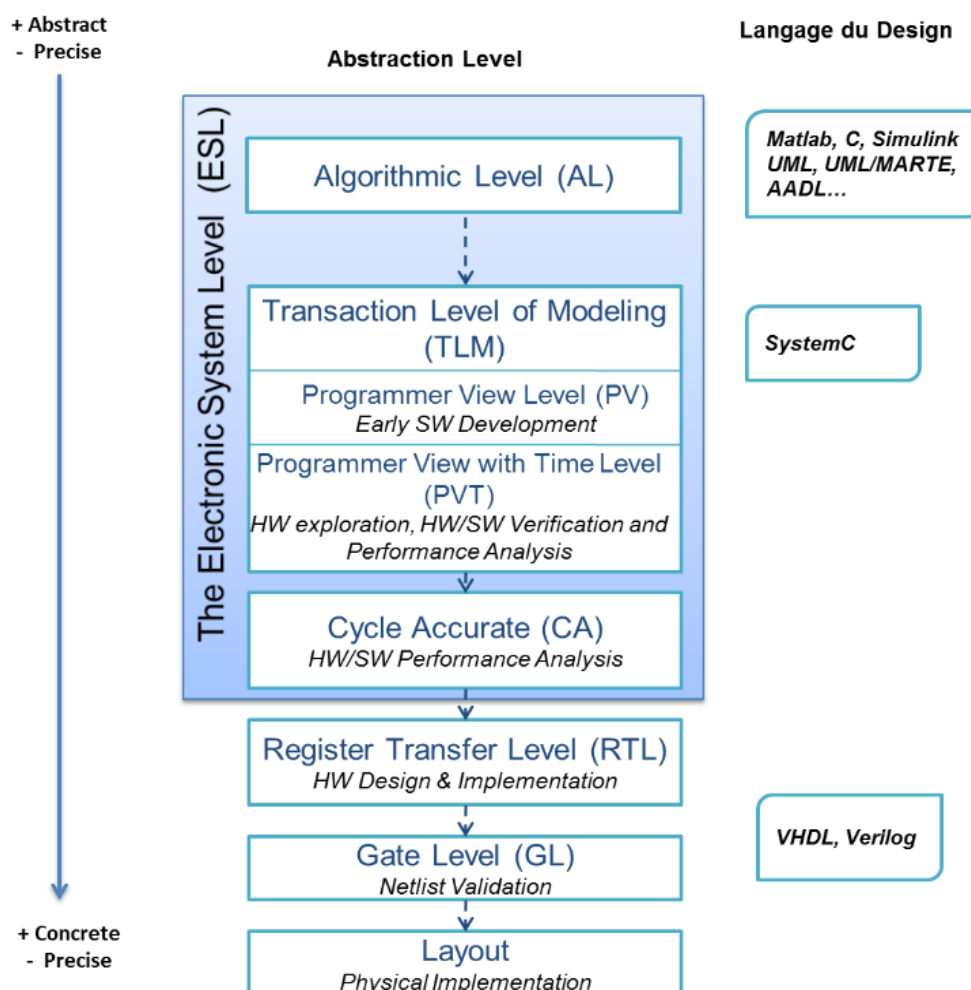 + Abstract
- Precise
Abstraction Level
Langage du Design
The Electronic System Level (ESL)
Algorithmic Level (AL)
Matlab, C, Simulink
UML, UML/MARTE,
AADL...
Transaction Level of Modeling
(TLM)
SystemC
Programmer View Level (PV)
Early SW Development
Programmer View with Time Level
(PVT)
HW exploration, HW/SW Verification and
Performance Analysis
Cycle Accurate (CA)
HW/SW Performance Analysis
Register Transfer Level (RTL)
HW Design & Implementation
VHDL, Verilog
Gate Level (GL)
Netlist Validation
+ Concrete
- Precise
Layout
Physical Implementation